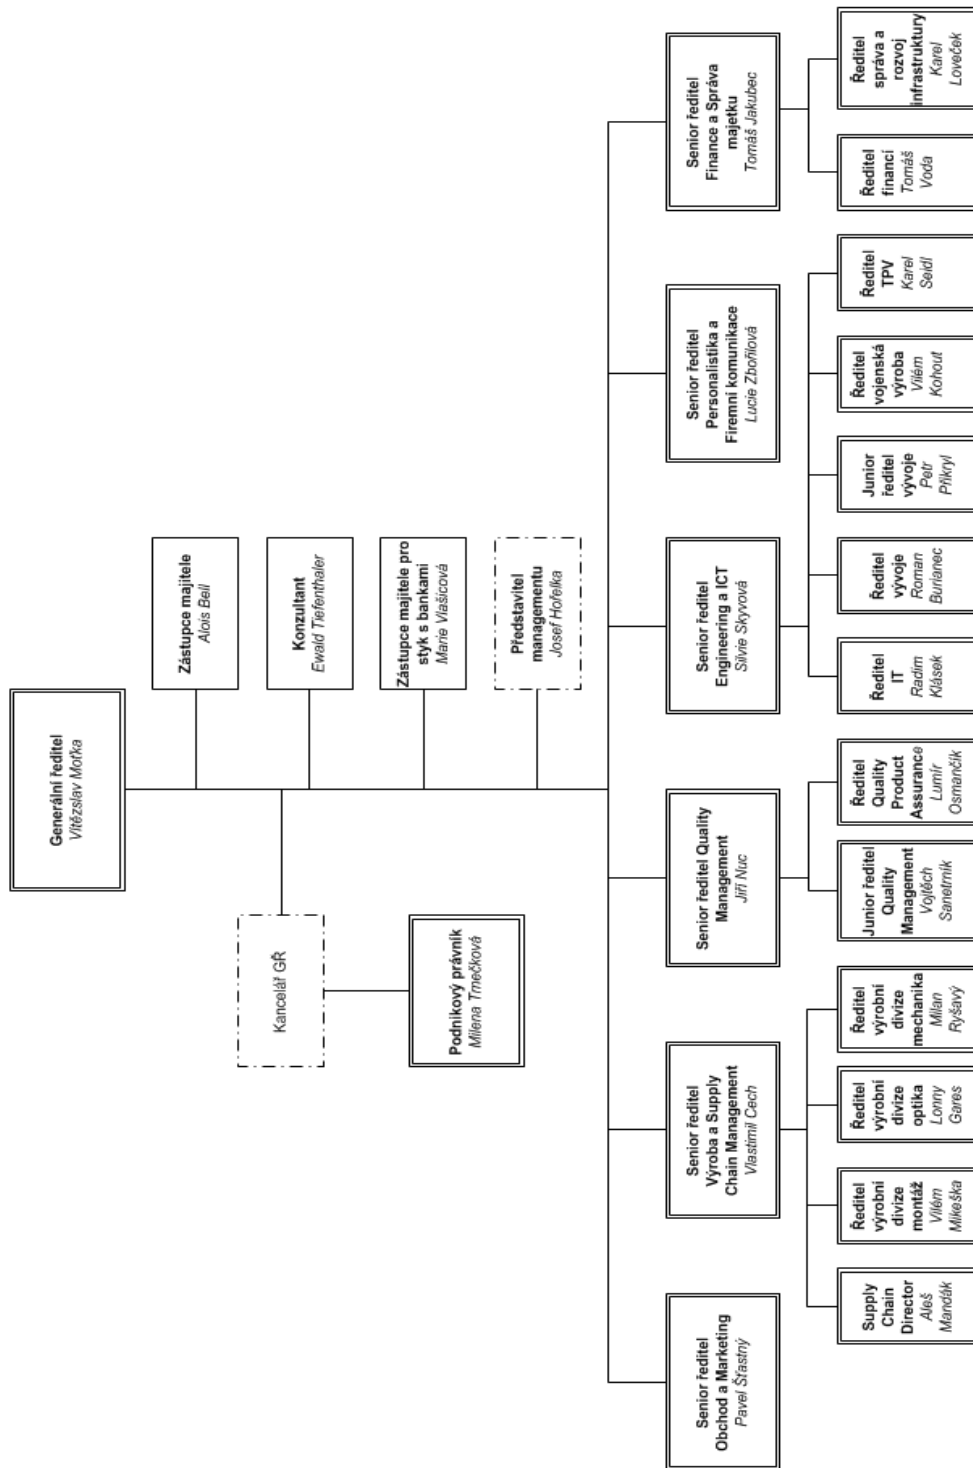 Generální ředitel
Vítězslav Moťka
Zástupce majitele
Alois Bell
Konzultant
Ewald Tiefenthaler
Zástupce majitele pro
styk s bankami
Marie Vlašicová
Představitel
managementu
Josef Hořelka
Kancelář GŘ
Podnikový právník
Milena Trnečková
Senior ředitel
Obchod a Marketing
Pavel Šťastný
Senior ředitel
Výroba a Supply
Chain Management
Vlastimil Cech
Senior ředitel Quality
Management
Jiří Nuc
Senior ředitel
Engineering a ICT
Silvie Skyvová
Senior ředitel
Personalistika a
Firemní komunikace
Lucie Zbořilová
Senior ředitel
Finance a Správa
majetku
Tomáš Jakubec
Supply
Chain
Director
Aleš
Mandák
Ředitel
výrobní
divize
montáž
Vilém
Mikeška
Ředitel
výrobní
divize
optika
Lonny
Gares
Ředitel
výrobní
divize
mechanika
Milan
Ryšavý
Junior ředitel
Quality
Management
Vojtěch
Sanetrník
Ředitel
Quality
Product
Assurance
Lumír
Osmančík
Ředitel
IT
Radim
Klásek
Ředitel
vývoje
Roman
Burianec
Junior
ředitel
vývoje
Petr
Přikryl
Ředitel
vojenská
výroba
Vilém
Kohout
Ředitel
TPV
Karel
Seidl
Ředitel
financí
Tomáš
Voda
Ředitel
správa a
rozvoj
infrastruktury
Karel
Loveček